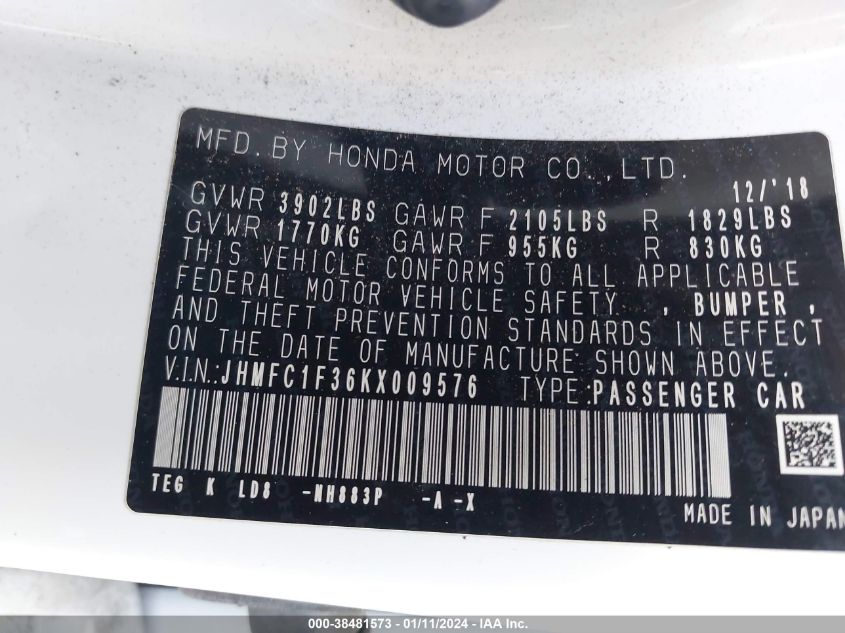 MFD. BY HONDA MOTOR CO., LTD.
12/'18
GVWR 3902LBS GAWR F 2105LBS R 1829LBS
GVWR 1770KG GAWR F 955KG R 830KG
THIS VEHICLE CONFORMS TO ALL APPLICABLE
FEDERAL MOTOR VEHICLE SAFETY , BUMPER ,
AND THEFT PREVENTION STANDARDS IN EFFECT
ON THE DATE OF MANUFACTURE SHOWN ABOVE.
V.I.N.: JHMFC1F36KX009576 TYPE: PASSENGER CAR
TEG K LD8 -NH883P -A -X
MADE IN JAPAN
© - 38481573 - 01/11/2024 - IAA Inc.